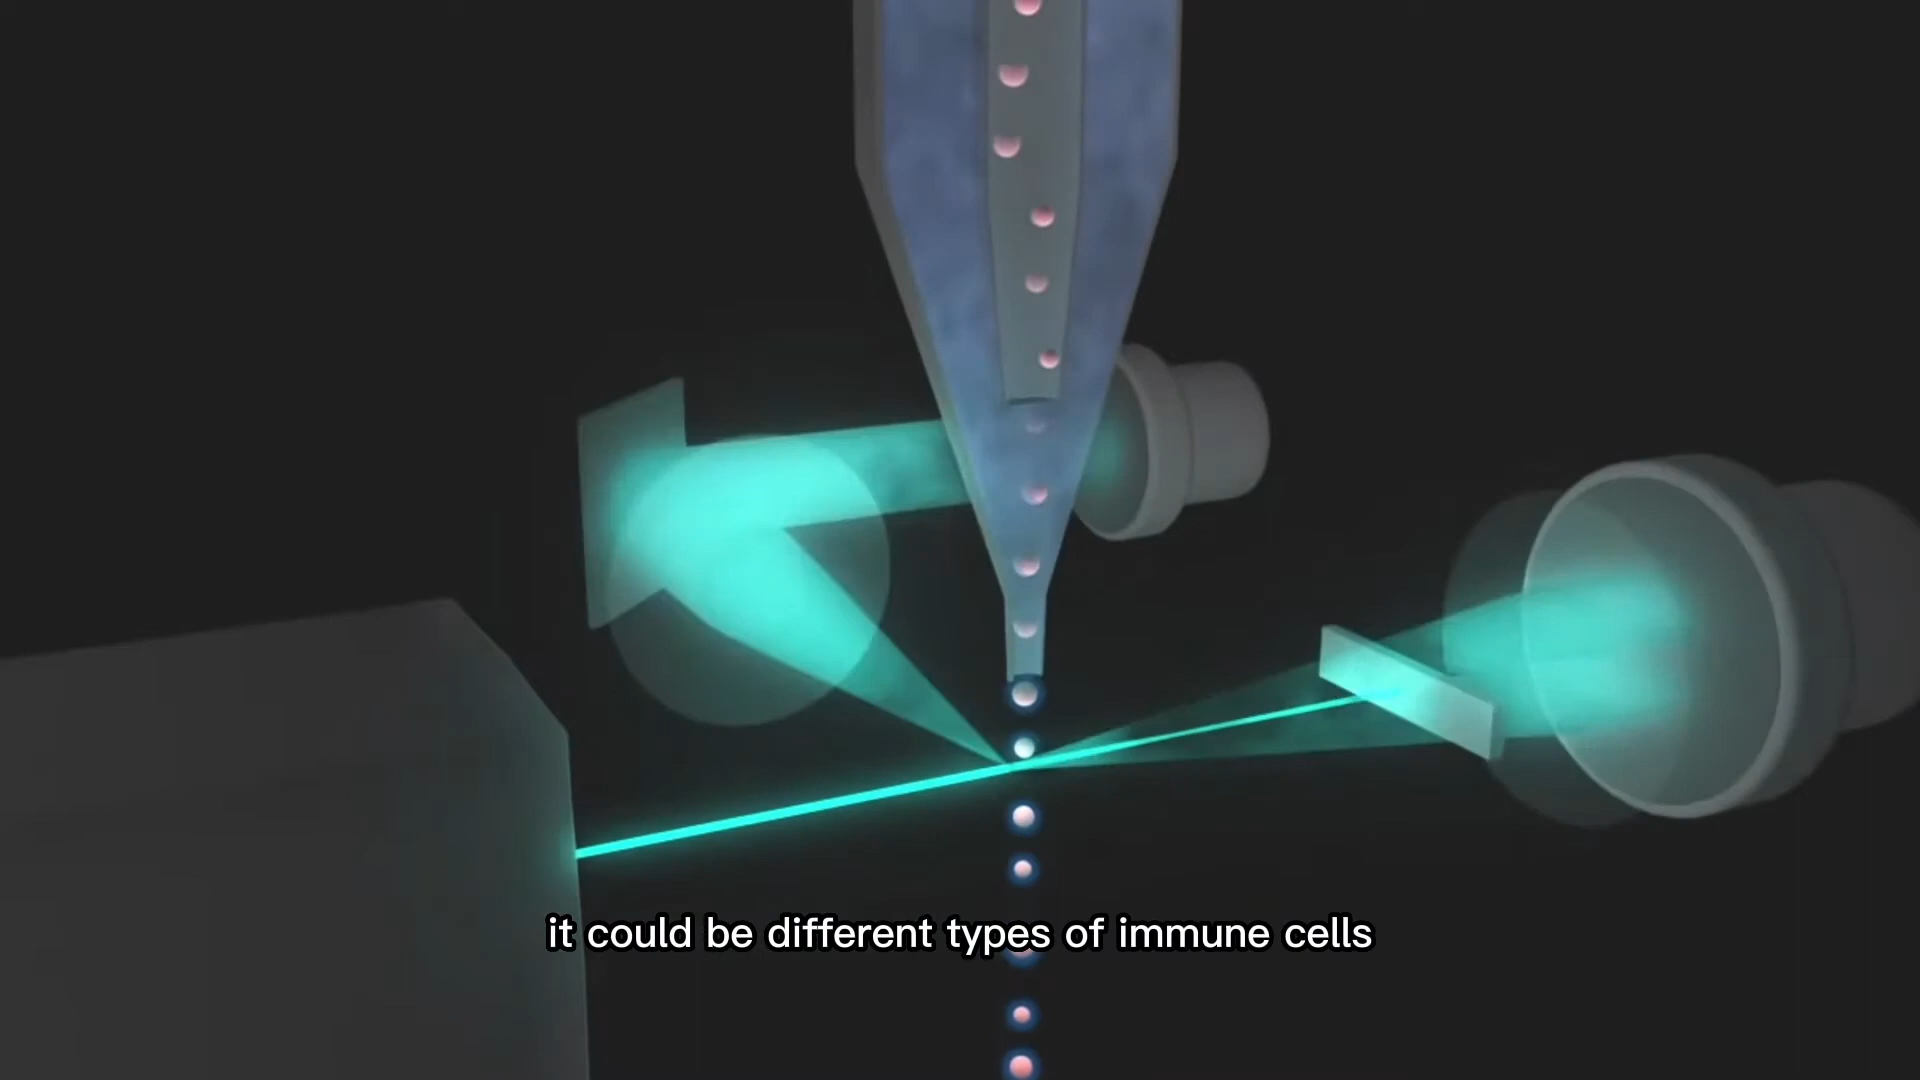 it could be different types of immune cells